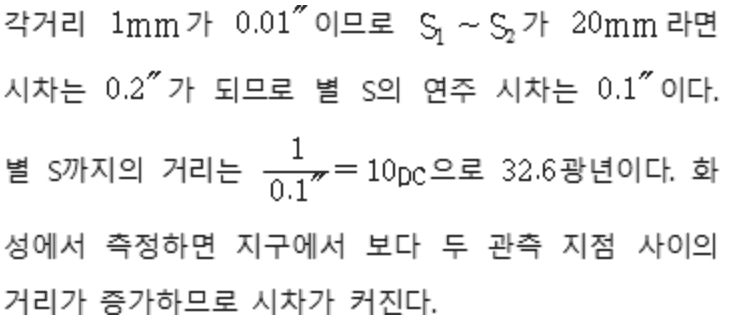 각거리 1mm가 0.01″이므로 S₁ ~ S₂가 20mm라면
시차는 0.2″가 되므로 별 S의 연주 시차는 0.1″이다.
별 S까지의 거리는 1/0.1″ = 10pc으로 32.6광년이다. 화
성에서 측정하면 지구에서 보다 두 관측 지점 사이의
거리가 증가하므로 시차가 커진다.